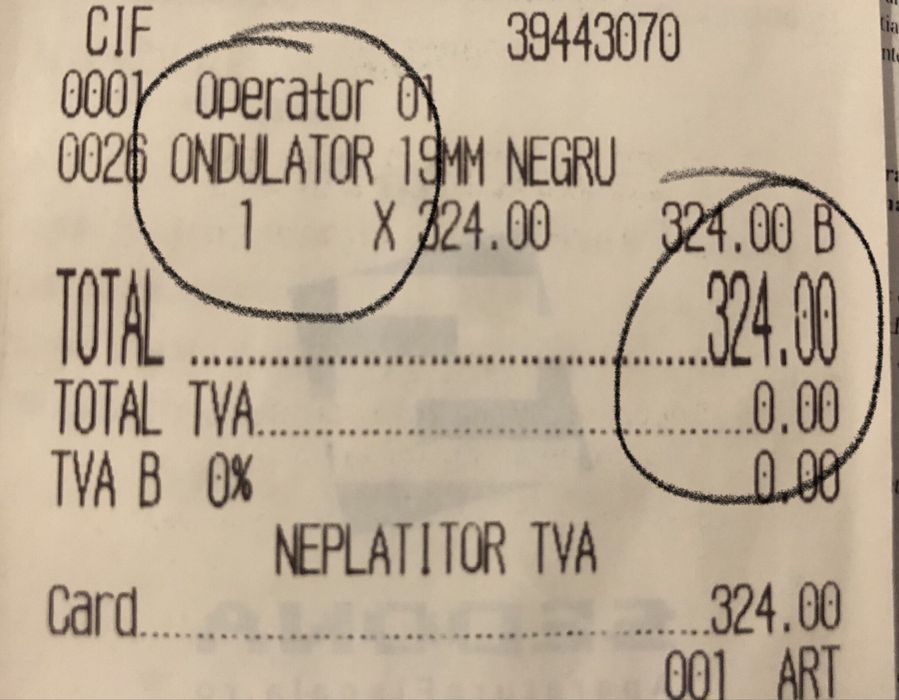 CIF 39443070
0001 Operator 01
0026 ONDULATOR 19MM NEGRU
1 X 324.00 324.00 B
TOTAL ........................................324.00
TOTAL TVA................................0.00
TVA B 0% 0.00
NEPLATITOR TVA
Card.....................................324.00
001 ART